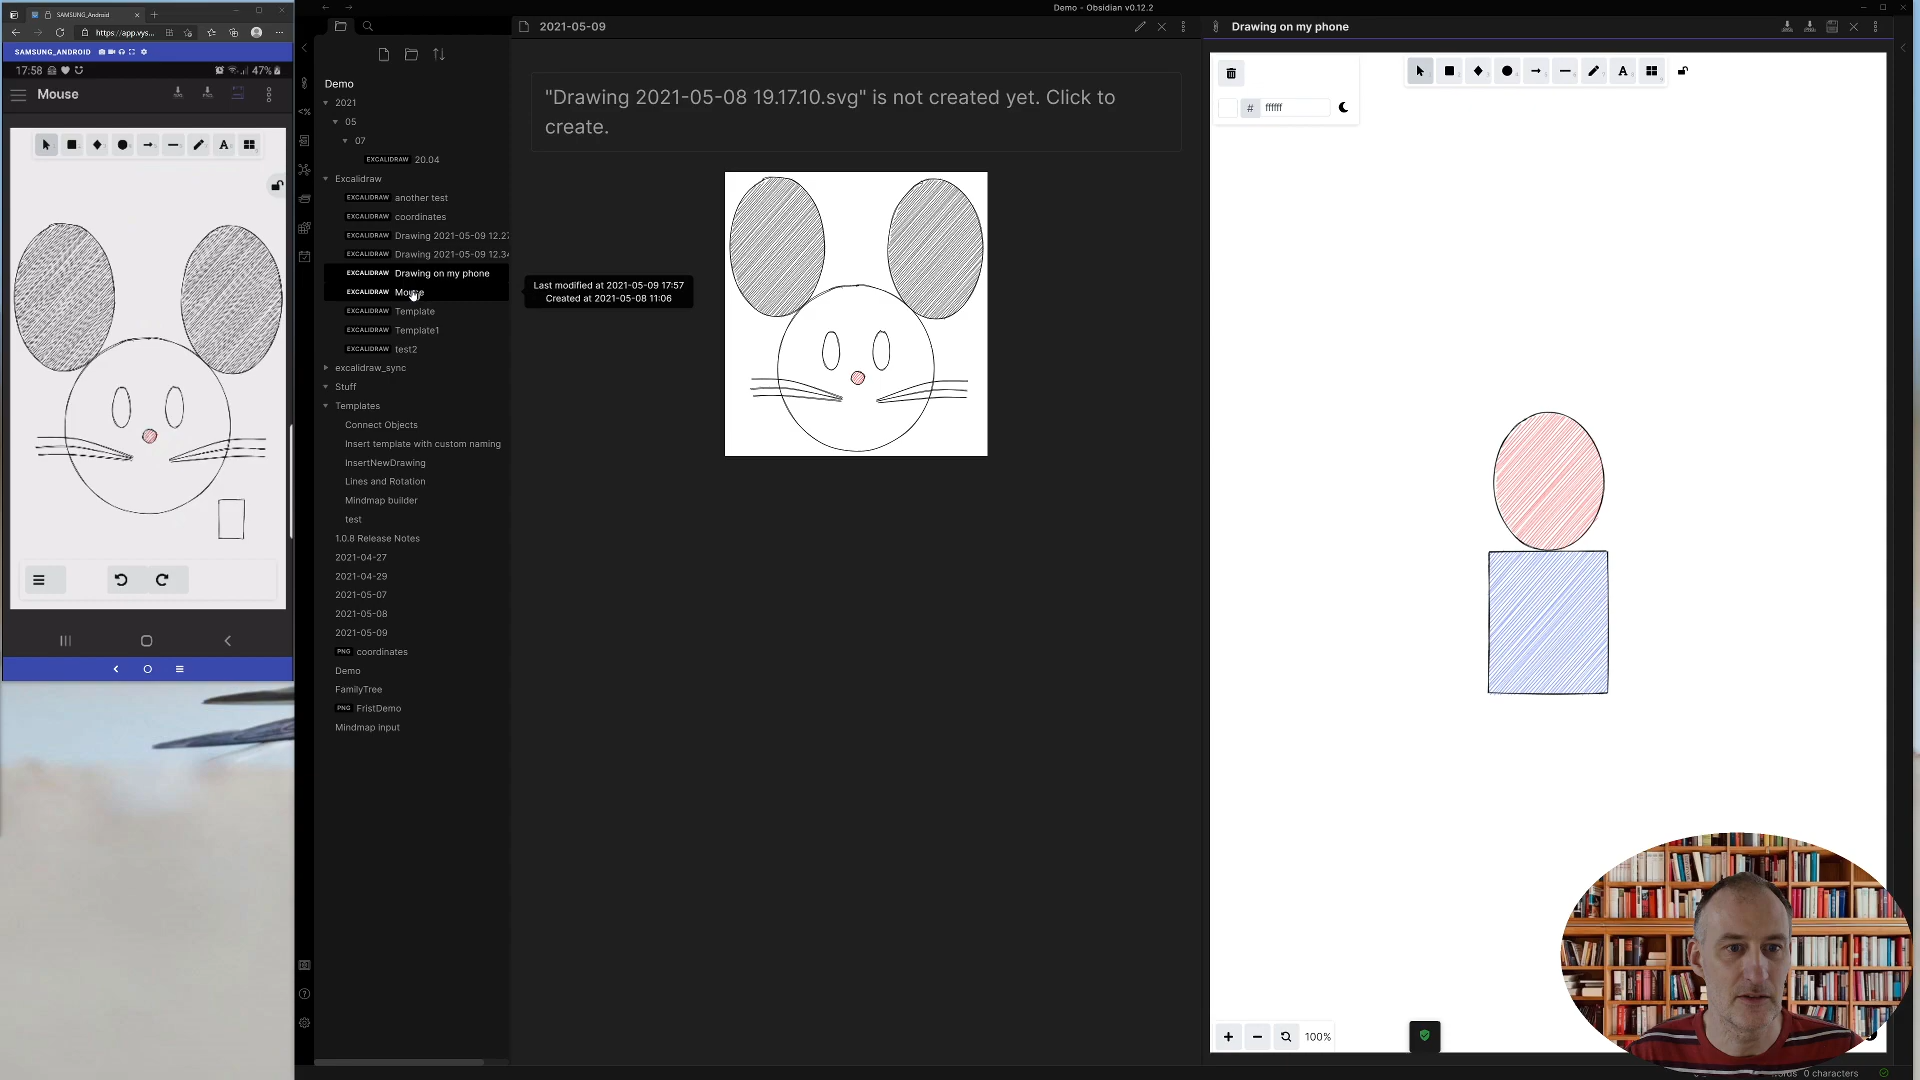 SAMSUNG_Android
https://app.vys...
SAMSUNG_ANDROID
17:58
47%
Mouse
Demo - Obsidian v0.12.2
Demo
2021
05
07
EXCALIDRAW 20.04
Excalidraw
EXCALIDRAW another test
EXCALIDRAW coordinates
EXCALIDRAW Drawing 2021-05-09 12.27
EXCALIDRAW Drawing 2021-05-09 12.34
EXCALIDRAW Drawing on my phone
EXCALIDRAW Mouse
EXCALIDRAW Template
EXCALIDRAW Template1
EXCALIDRAW test2
excalidraw_sync
Stuff
Templates
Connect Objects
Insert template with custom naming
InsertNewDrawing
Lines and Rotation
Mindmap builder
test
1.0.8 Release Notes
2021-04-27
2021-04-29
2021-05-07
2021-05-08
2021-05-09
PNG coordinates
Demo
FamilyTree
PNG FristDemo
Mindmap input
Last modified at 2021-05-09 17:57
Created at 2021-05-08 11:06
2021-05-09
"Drawing 2021-05-08 19.17.10.svg" is not created yet. Click to
create.
Drawing on my phone
# ffffff
A
A
100%
0 characters